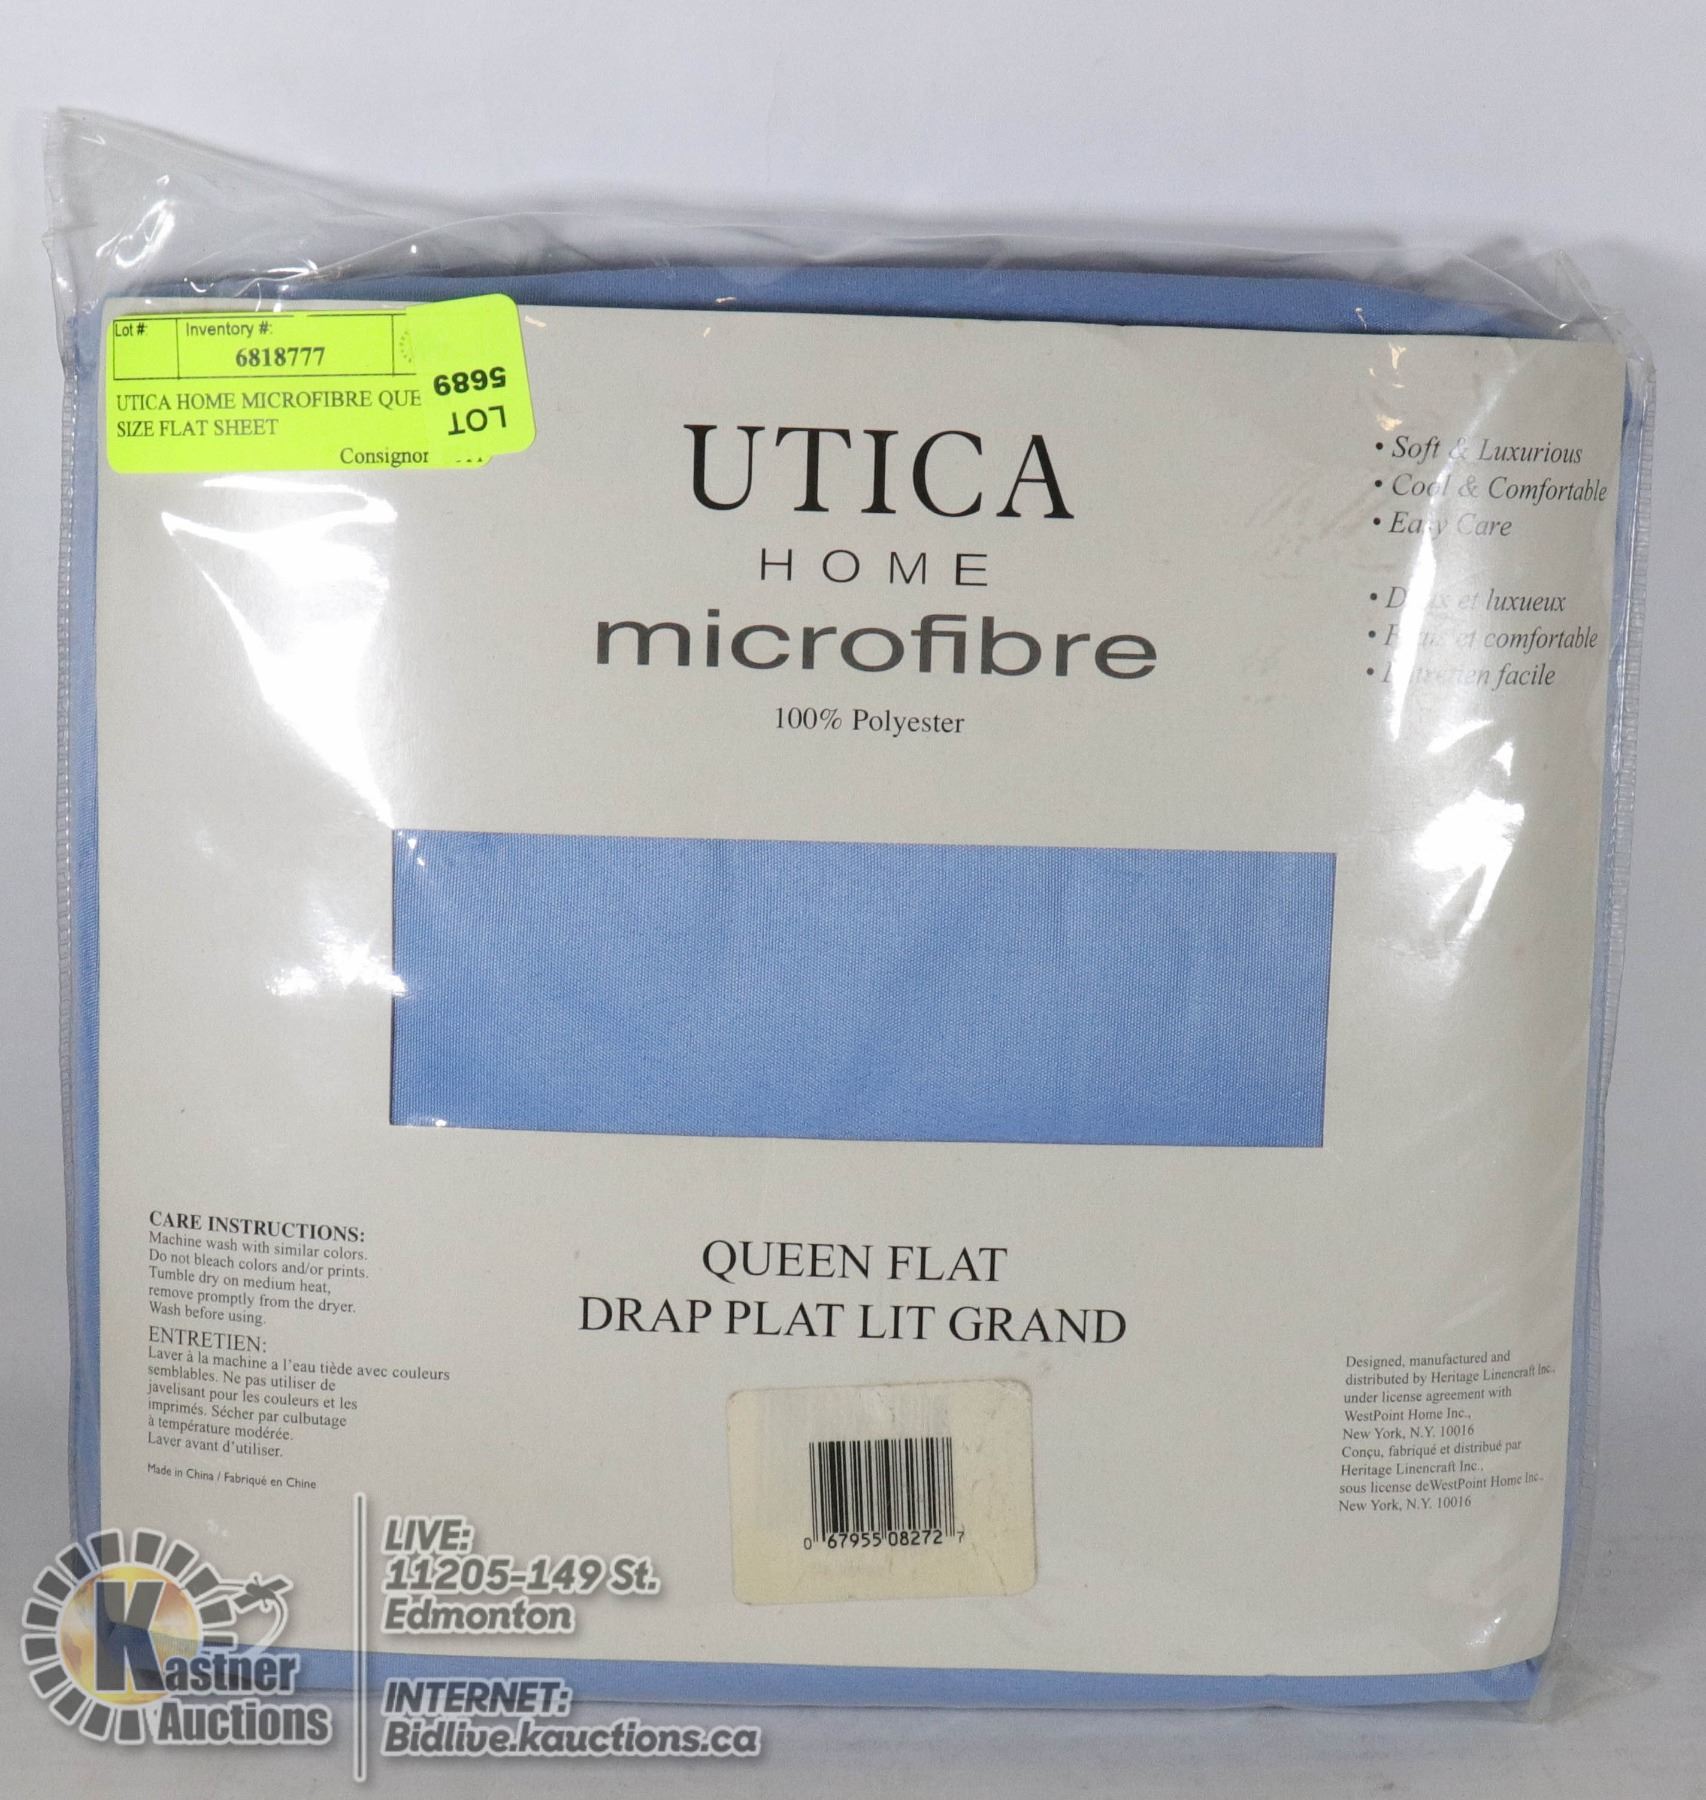 Lot #: Inventory #:
6818777
UTICA HOME MICROFIBRE QUE
SIZE FLAT SHEET
Consignor
LOT
5689
UTICA
HOME
microfibre
100% Polyester
• Soft & Luxurious
• Cool & Comfortable
• Easy Care
• Doux et luxueux
• Frais et comfortable
• Entretien facile
CARE INSTRUCTIONS:
Machine wash with similar colors.
Do not bleach colors and/or prints.
Tumble dry on medium heat,
remove promptly from the dryer.
Wash before using.
ENTRETIEN:
Laver à la machine a l'eau tiède avec couleurs
semblables. Ne pas utiliser de
javelisant pour les couleurs et les
imprimés. Sécher par culbutage
à température modérée.
Laver avant d'utiliser.
Made in China / Fabriqué en Chine
QUEEN FLAT
DRAP PLAT LIT GRAND
0 67955 08272 7
Designed, manufactured and
distributed by Heritage Linencraft Inc.
under license agreement with
WestPoint Home Inc.,
New York, N.Y. 10016
Conçu, fabriqué et distribué par
Heritage Linencraft Inc.,
sous license deWestPoint Home Inc.
New York, N.Y. 10016
Kastner
Auctions
LIVE:
11205-149 St.
Edmonton
INTERNET:
Bidlive.kauctions.ca